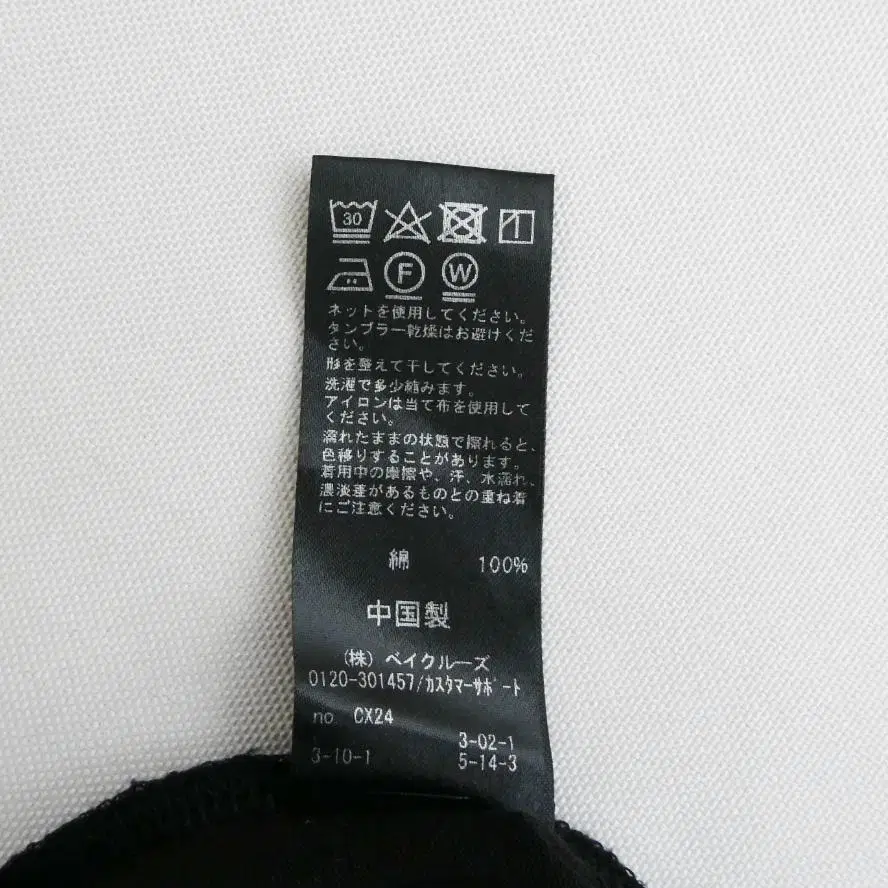 30
F
W
ネットを使用してください。
タンブラー乾燥はお避けくだ
さい。
形を整えて干してください。
洗濯で多少縮みます。
アイロンは当て布を使用して
ください。
濡れたままの状態で擦れると、
色移りすることがあります。
着用中の摩擦や、汗、水濡れ、
濃淡差があるものとの重ね着
にご注意ください。
綿 100%
中国製
(株) ベイクルーズ
0120-301457/カスタマーサポート
no. CX24
3-02-1
3-10-1 5-14-3